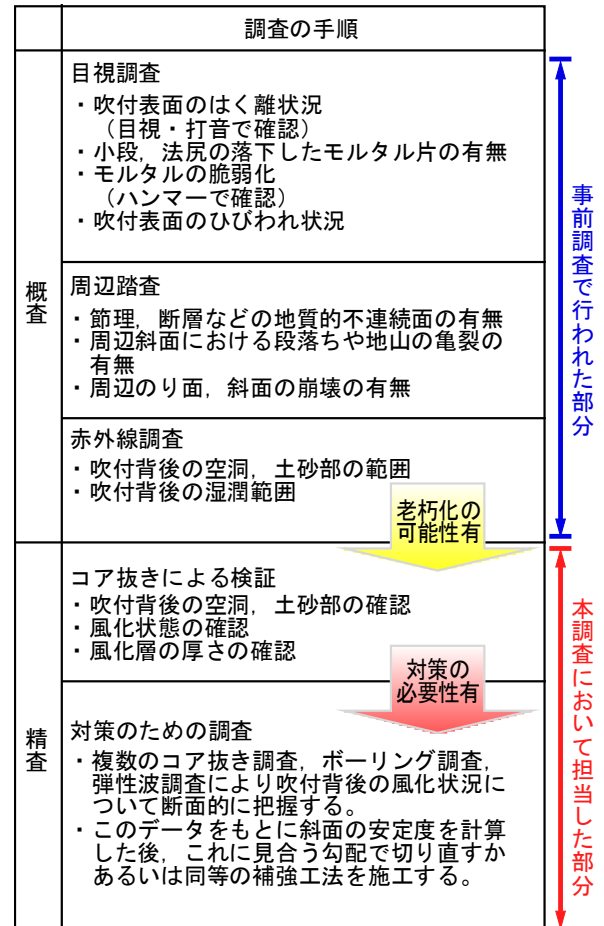 調査の手順
概査
目視調査
・吹付表面のはく離状況
（目視・打音で確認）
・小段，法尻の落下したモルタル片の有無
・モルタルの脆弱化
（ハンマーで確認）
・吹付表面のひびわれ状況
周辺踏査
・節理，断層などの地質的不連続面の有無
・周辺斜面における段落ちや地山の亀裂の
有無
・周辺のり面，斜面の崩壊の有無
赤外線調査
・吹付背後の空洞，土砂部の範囲
・吹付背後の湿潤範囲
老朽化の
可能性有
事前調査で行われた部分
精査
コア抜きによる検証
・吹付背後の空洞，土砂部の確認
・風化状態の確認
・風化層の厚さの確認
対策の
必要性有
対策のための調査
・複数のコア抜き調査，ボーリング調査，
弾性波調査により吹付背後の風化状況に
ついて断面的に把握する。
・このデータをもとに斜面の安定度を計算
した後，これに見合う勾配で切り直すか
あるいは同等の補強工法を施工する。
本調査において担当した部分